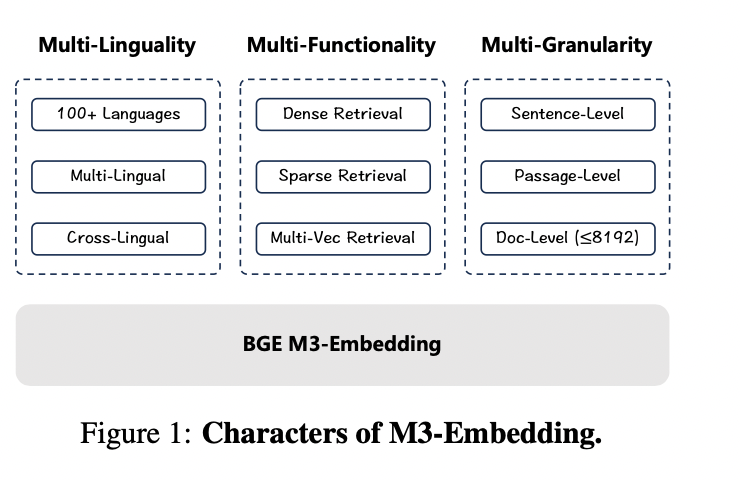 Multi-Linguality Multi-Functionality Multi-Granularity
100+ Languages Dense Retrieval Sentence-Level
Multi-Lingual Sparse Retrieval Passage-Level
Cross-Lingual Multi-Vec Retrieval Doc-Level (≤8192)
BGE M3-Embedding
Figure 1: Characters of M3-Embedding.